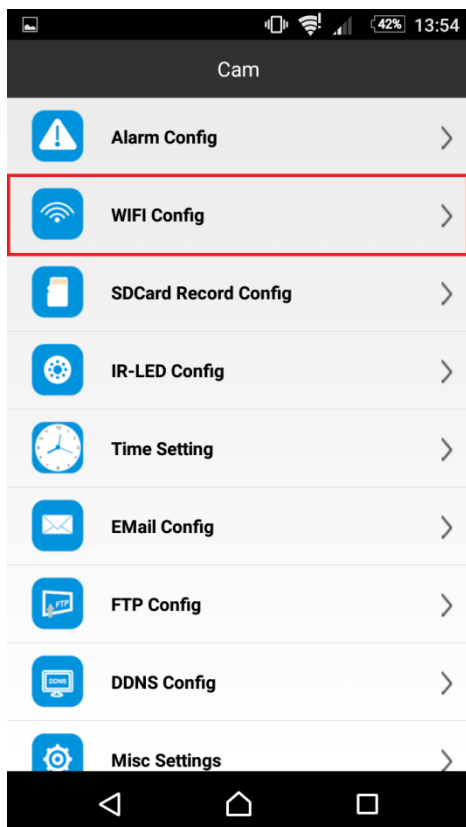 42% 13:54
Cam
Alarm Config
WIFI Config
SDCard Record Config
IR-LED Config
Time Setting
EMail Config
FTP
FTP Config
DDNS
DDNS Config
Misc Settings